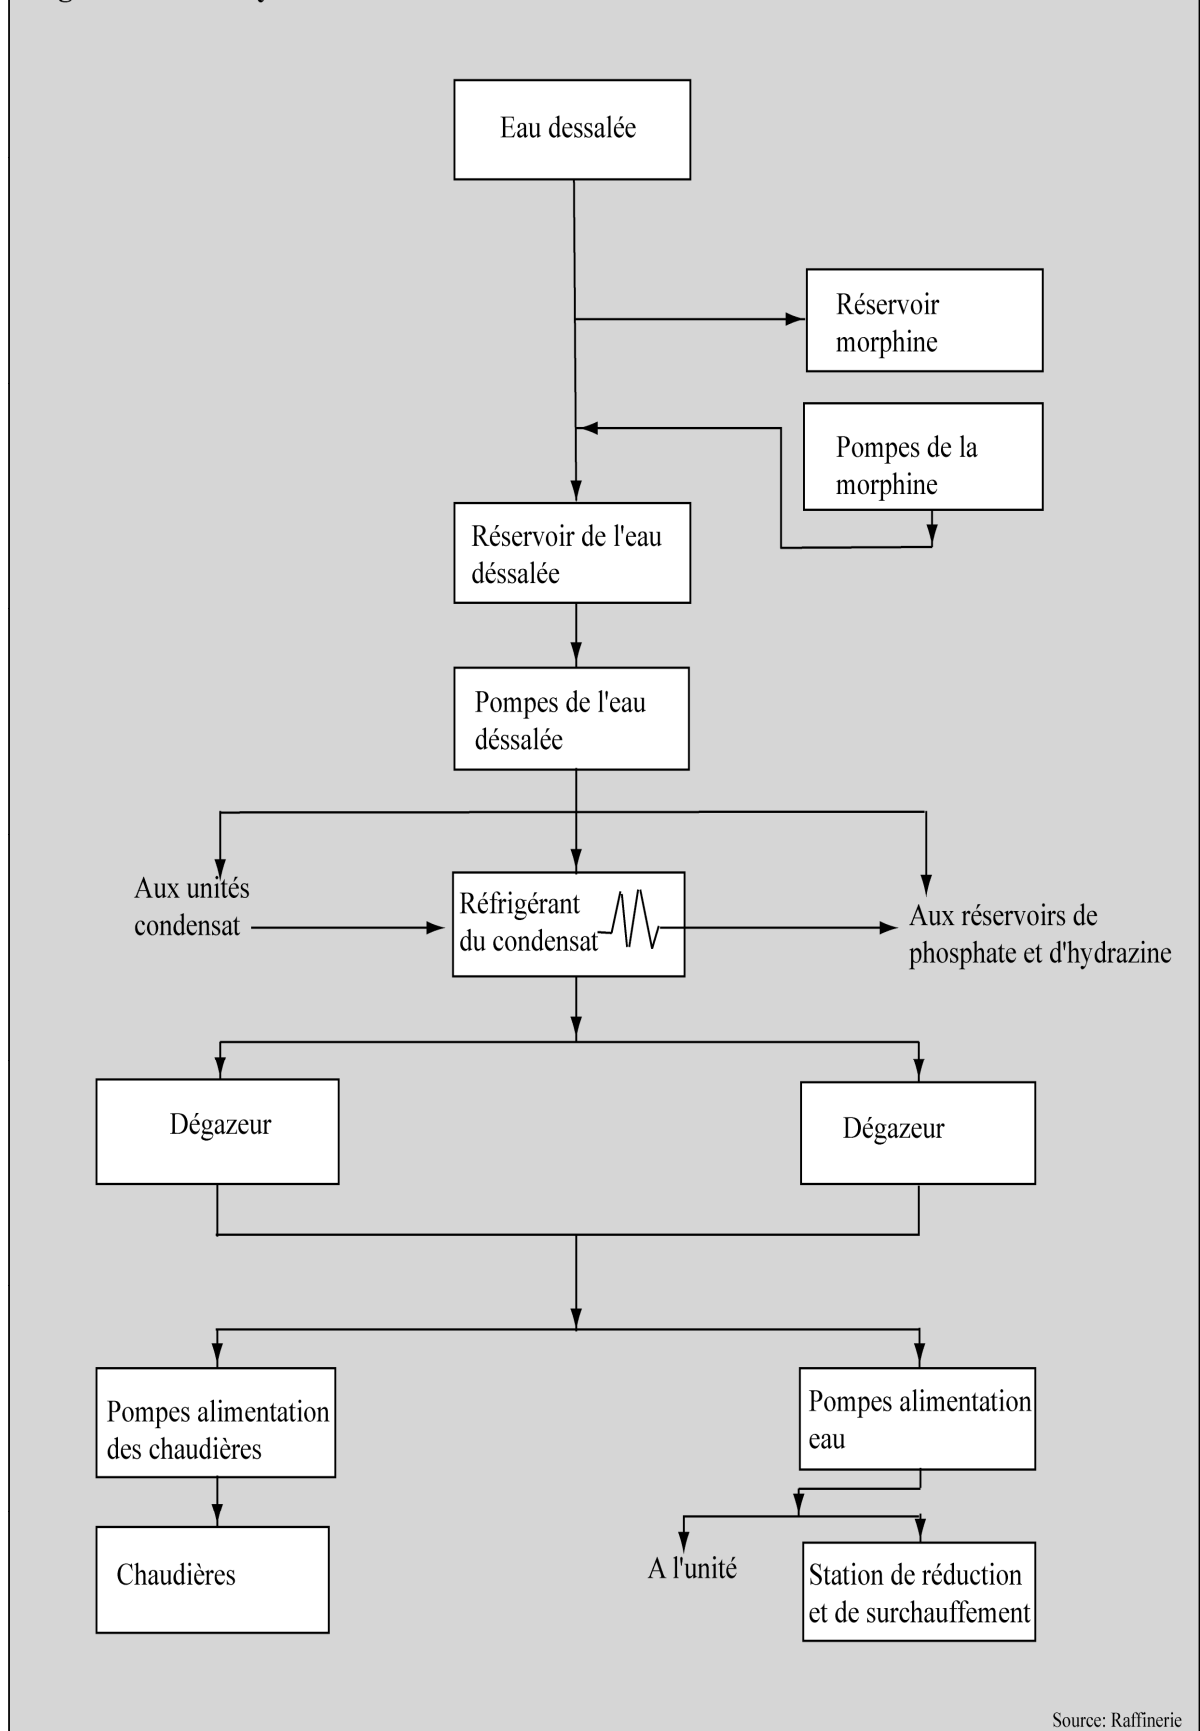 Eau dessalée
Réservoir
morphine
Pompes de la
morphine
Réservoir de l'eau
déssalée
Pompes de l'eau
déssalée
Aux unités
condensat
Réfrigérant
du condensat
Aux réservoirs de
phosphate et d'hydrazine
Dégazeur
Dégazeur
Pompes alimentation
des chaudières
Pompes alimentation
eau
Chaudières
A l'unité
Station de réduction
et de surchauffement
Source: Raffinerie